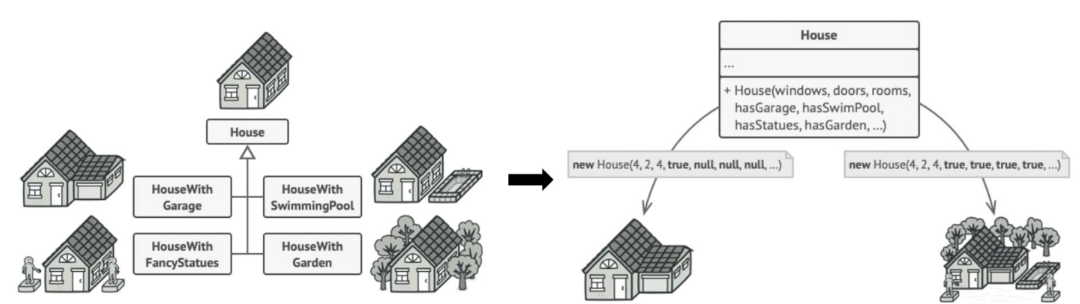 House
HouseWith
Garage
HouseWith
SwimmingPool
HouseWith
FancyStatues
HouseWith
Garden
House
...
+ House(windows, doors, rooms,
hasGarage, hasSwimPool,
hasStatues, hasGarden, ...)
new House(4, 2, 4, true, null, null, null, ...)
new House(4, 2, 4, true, true, true, true, ...)